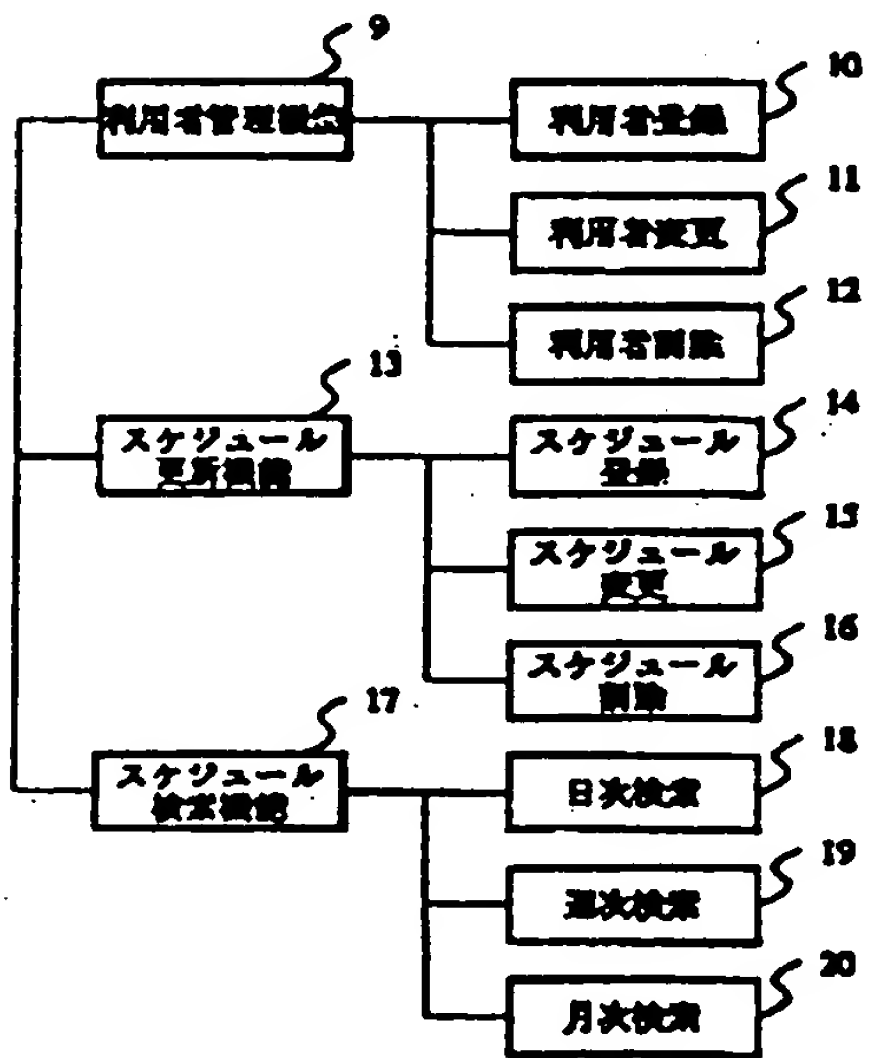 9
利用者管理機能
10
利用者登録
11
利用者変更
12
利用者削除
13
スケジュール
更新機能
14
スケジュール
登録
15
スケジュール
変更
16
スケジュール
削除
17
スケジュール
検索機能
18
日次検索
19
週次検索
20
月次検索